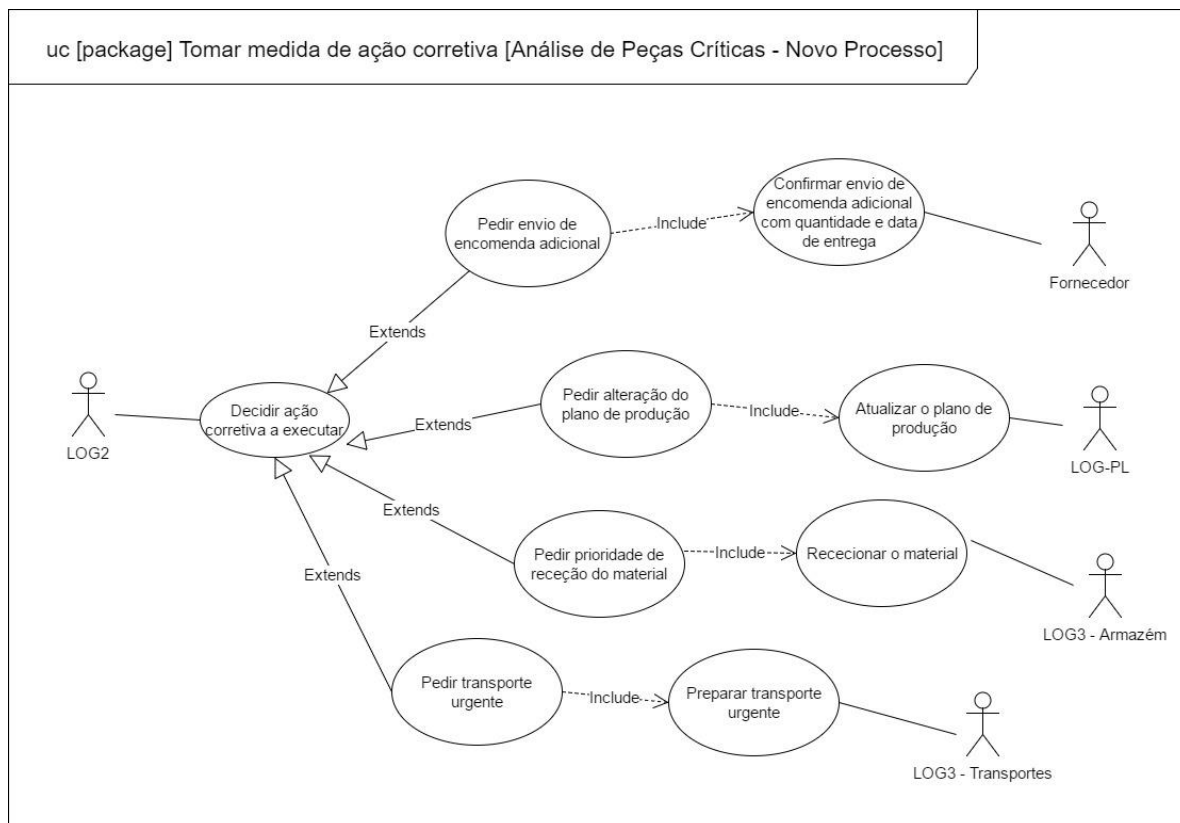 uc [package] Tomar medida de ação corretiva [Análise de Peças Críticas - Novo Processo]
Pedir envio de
encomenda adicional
Include
Confirmar envio de
encomenda adicional
com quantidade e data
de entrega
Fornecedor
Extends
LOG2
Decidir ação
corretiva a executar
Extends
Pedir alteração do
plano de produção
Include
Atualizar o plano de
produção
LOG-PL
Extends
Pedir prioridade de
receção do material
Include
Rececionar o material
LOG3 - Armazém
Extends
Pedir transporte
urgente
Include
Preparar transporte
urgente
LOG3 - Transportes